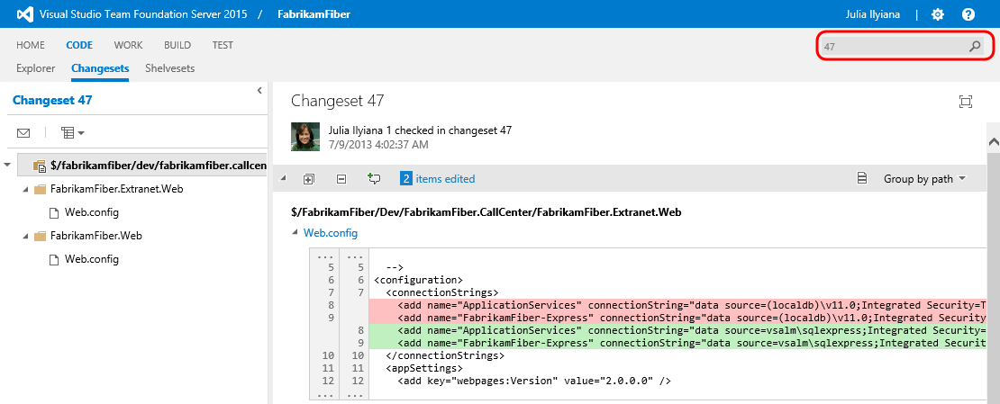 Visual Studio Team Foundation Server 2015 / FabrikamFiber Julia Ilyiana | ?
HOME CODE WORK BUILD TEST 47
Explorer Changesets Shelvesets
Changeset 47
$/fabrikamfiber/dev/fabrikamfiber.callcen
FabrikamFiber.Extranet.Web
Web.config
FabrikamFiber.Web
Web.config
Changeset 47
Julia Ilyiana 1 checked in changeset 47
7/9/2013 4:02:37 AM
2 items edited Group by path
$/FabrikamFiber/Dev/FabrikamFiber.CallCenter/FabrikamFiber.Extranet.Web
Web.config
... ...
5 5 -->
6 6 <configuration>
7 7 <connectionStrings>
8 <add name="ApplicationServices" connectionString="data source=(localdb)\v11.0;Integrated Security=T
9 <add name="FabrikamFiber-Express" connectionString="data source=(localdb)\v11.0;Integrated Security
8 <add name="ApplicationServices" connectionString="data source=vsalm\sqlexpress;Integrated Security=
9 <add name="FabrikamFiber-Express" connectionString="data source=vsalm\sqlexpress;Integrated Securit
10 10 </connectionStrings>
11 11 <appSettings>
12 12 <add key="webpages:Version" value="2.0.0.0" />
... ...